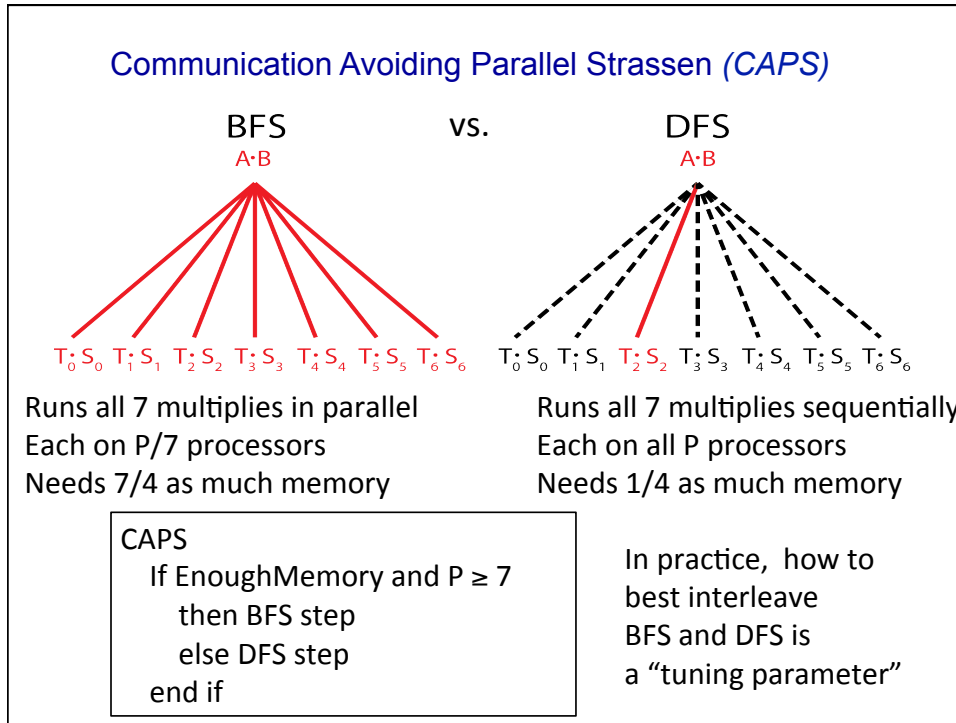 Communication Avoiding Parallel Strassen (CAPS)
BFS vs. DFS
A·B A·B
T₀·S₀ T₁·S₁ T₂·S₂ T₃·S₃ T₄·S₄ T₅·S₅ T₆·S₆
T₀·S₀ T₁·S₁ T₂·S₂ T₃·S₃ T₄·S₄ T₅·S₅ T₆·S₆
Runs all 7 multiplies in parallel
Each on P/7 processors
Needs 7/4 as much memory
Runs all 7 multiplies sequentially
Each on all P processors
Needs 1/4 as much memory
CAPS
If EnoughMemory and P ≥ 7
then BFS step
else DFS step
end if
In practice, how to
best interleave
BFS and DFS is
a “tuning parameter”